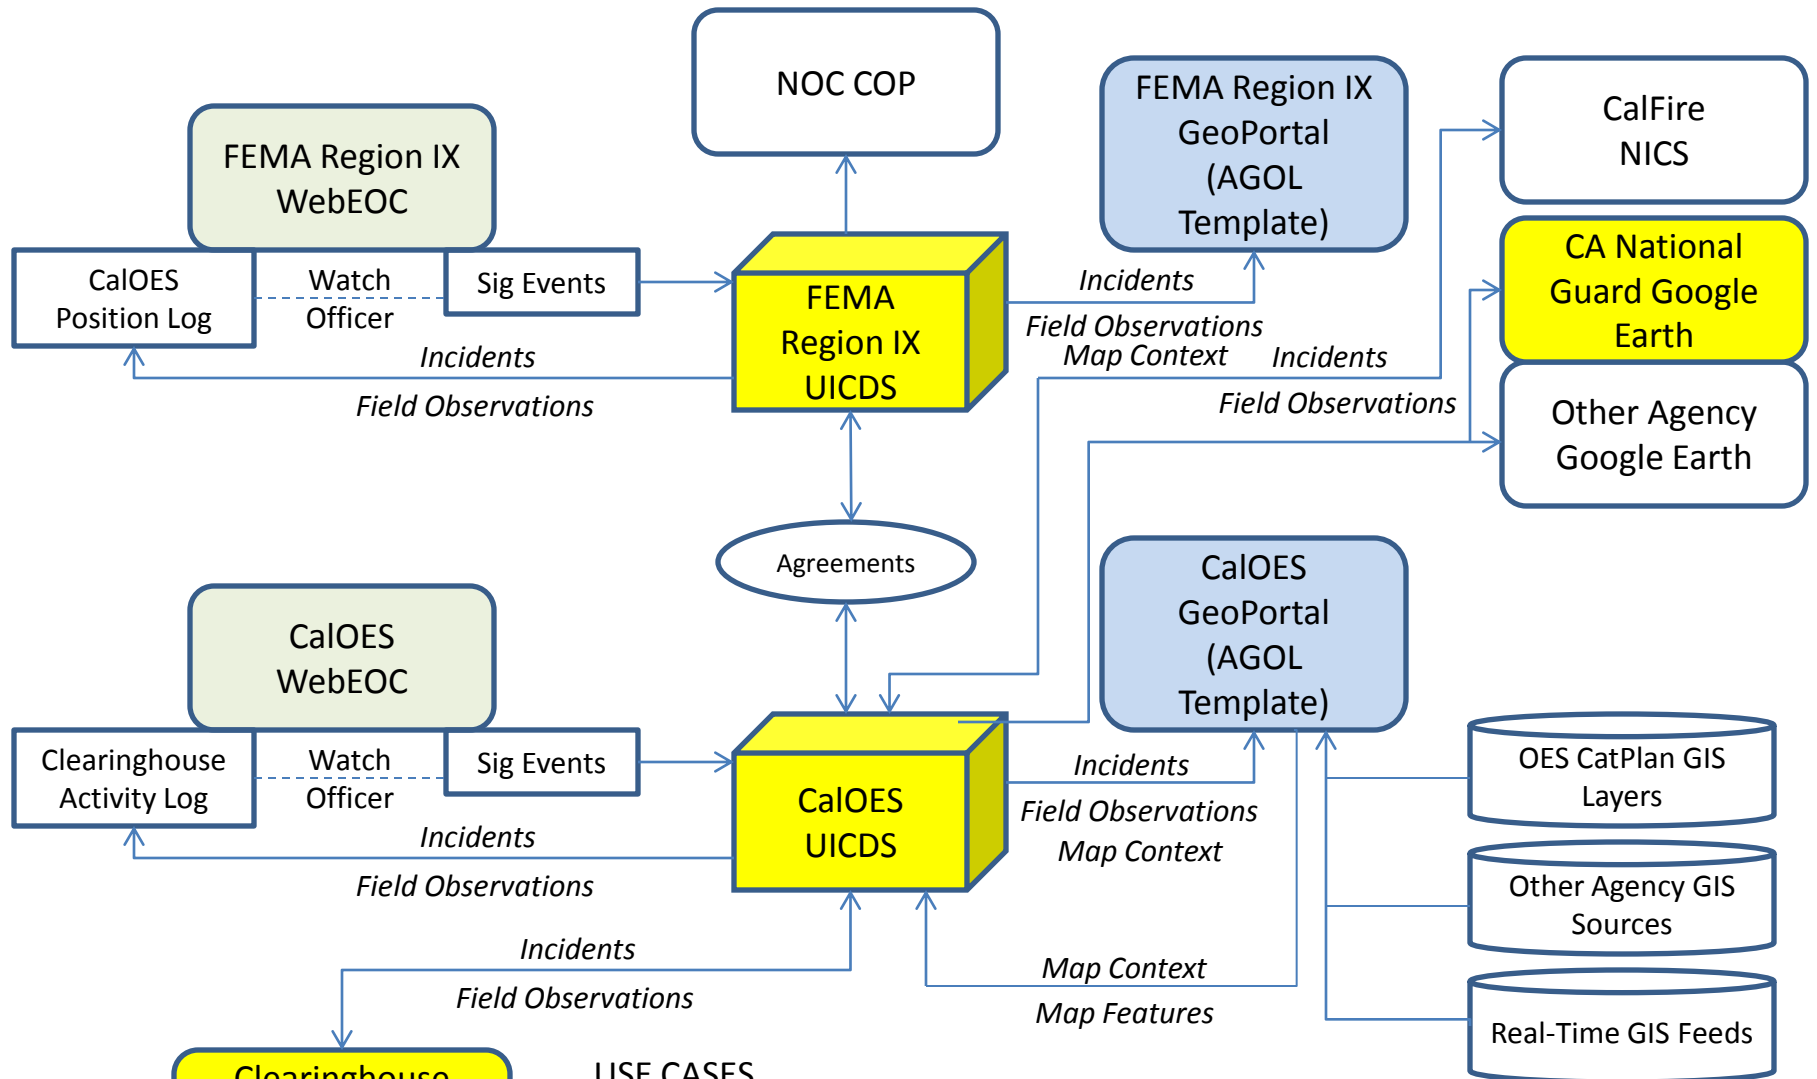 NOC COP
FEMA Region IX
GeoPortal
(AGOL
Template)
CalFire
NICS
FEMA Region IX
WebEOC
CA National
Guard Google
Earth
CalOES
Position Log
Watch
Officer
Sig Events
FEMA
Region IX
UICDS
Incidents
Field Observations
Map Context
Incidents
Field Observations
Incidents
Field Observations
Other Agency
Google Earth
Agreements
CalOES
GeoPortal
(AGOL
Template)
CalOES
WebEOC
Clearinghouse
Activity Log
Watch
Officer
Sig Events
CalOES
UICDS
Incidents
Field Observations
Map Context
OES CatPlan GIS
Layers
Incidents
Field Observations
Other Agency GIS
Sources
Incidents
Field Observations
Map Context
Map Features
Real-Time GIS Feeds
Clearinghouse
USE CASES